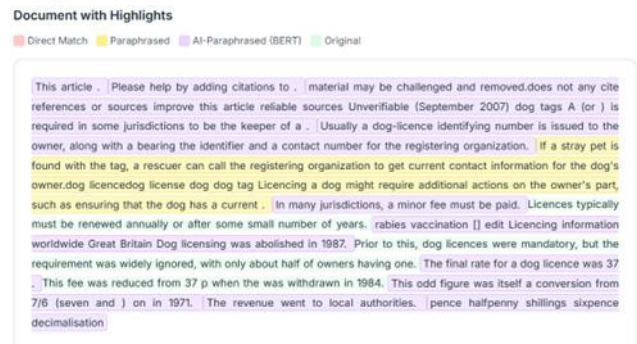 Document with Highlights
Direct Match Paraphrased AI-Paraphrased (BERT) Original
This article . Please help by adding citations to . material may be challenged and removed.does not any cite
references or sources improve this article reliable sources Unverifiable (September 2007) dog tags A (or ) is
required in some jurisdictions to be the keeper of a . Usually a dog-licence identifying number is issued to the
owner, along with a bearing the identifier and a contact number for the registering organization. If a stray pet is
found with the tag, a rescuer can call the registering organization to get current contact information for the dog's
owner.dog licencedog license dog dog tag Licencing a dog might require additional actions on the owner's part,
such as ensuring that the dog has a current . In many jurisdictions, a minor fee must be paid. Licences typically
must be renewed annually or after some small number of years. rabies vaccination [] edit Licencing information
worldwide Great Britain Dog licensing was abolished in 1987. Prior to this, dog licences were mandatory, but the
requirement was widely ignored, with only about half of owners having one. The final rate for a dog licence was 37
. This fee was reduced from 37 p when the was withdrawn in 1984. This odd figure was itself a conversion from
7/6 (seven and ) on in 1971. The revenue went to local authorities. pence halfpenny shillings sixpence
decimalisation